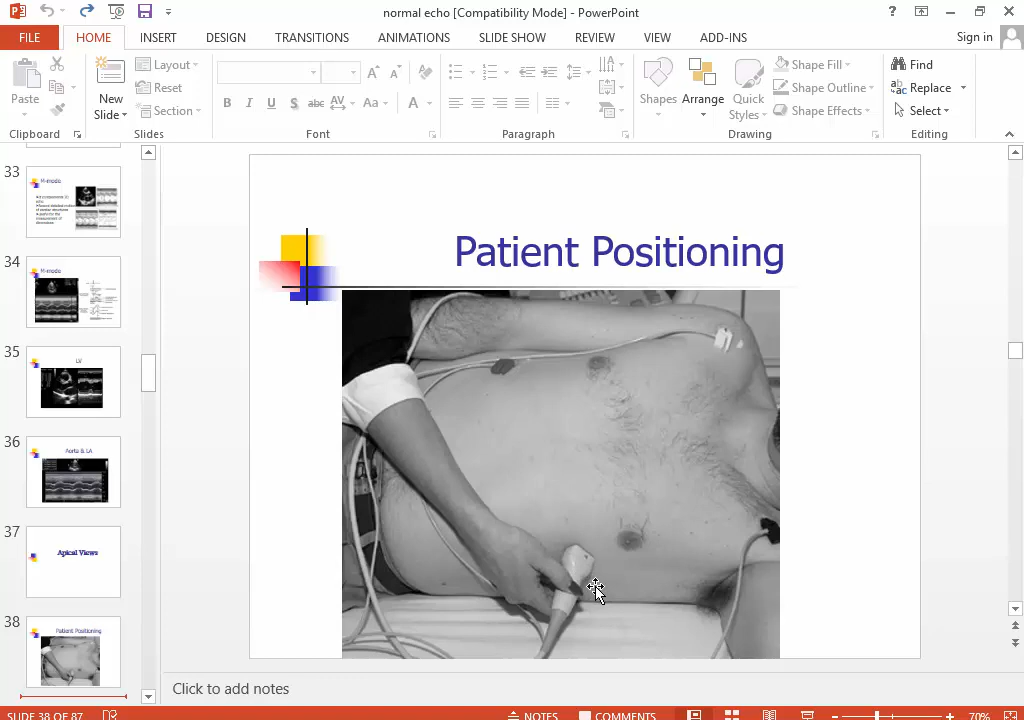 normal echo [Compatibility Mode] - PowerPoint
?
Sign in
FILE HOME INSERT DESIGN TRANSITIONS ANIMATIONS SLIDE SHOW REVIEW VIEW ADD-INS
Paste
Clipboard
New
Slide
Layout
Reset
Section
Slides
B I U S abc AV Aa A
Font
Paragraph
Shapes
Arrange
Quick
Styles
Shape Fill
Shape Outline
Shape Effects
Drawing
Find
Replace
Select
Editing
33
M-mode
34
M-mode
35
LV
36
Aorta & LA
37
Apical Views
38
Patient Positioning
Patient Positioning
Click to add notes
SLIDE 38 OF 87
NOTES
COMMENTS
70%